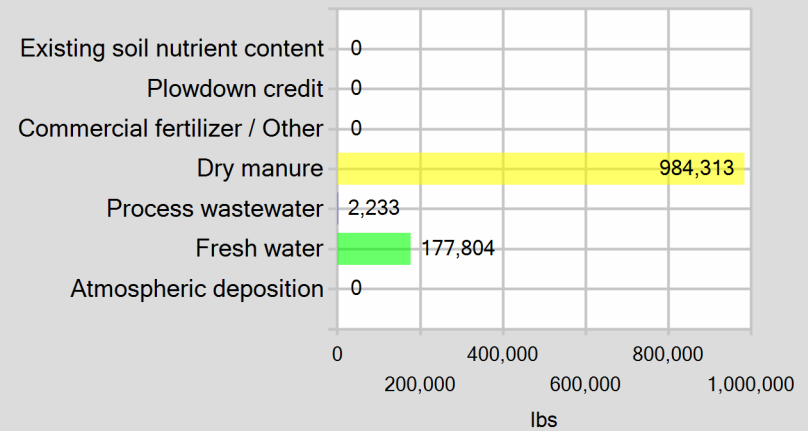 Existing soil nutrient content 0
Plowdown credit 0
Commercial fertilizer / Other 0
Dry manure 984,313
Process wastewater 2,233
Fresh water 177,804
Atmospheric deposition 0
0 400,000 800,000
200,000 600,000 1,000,000
lbs